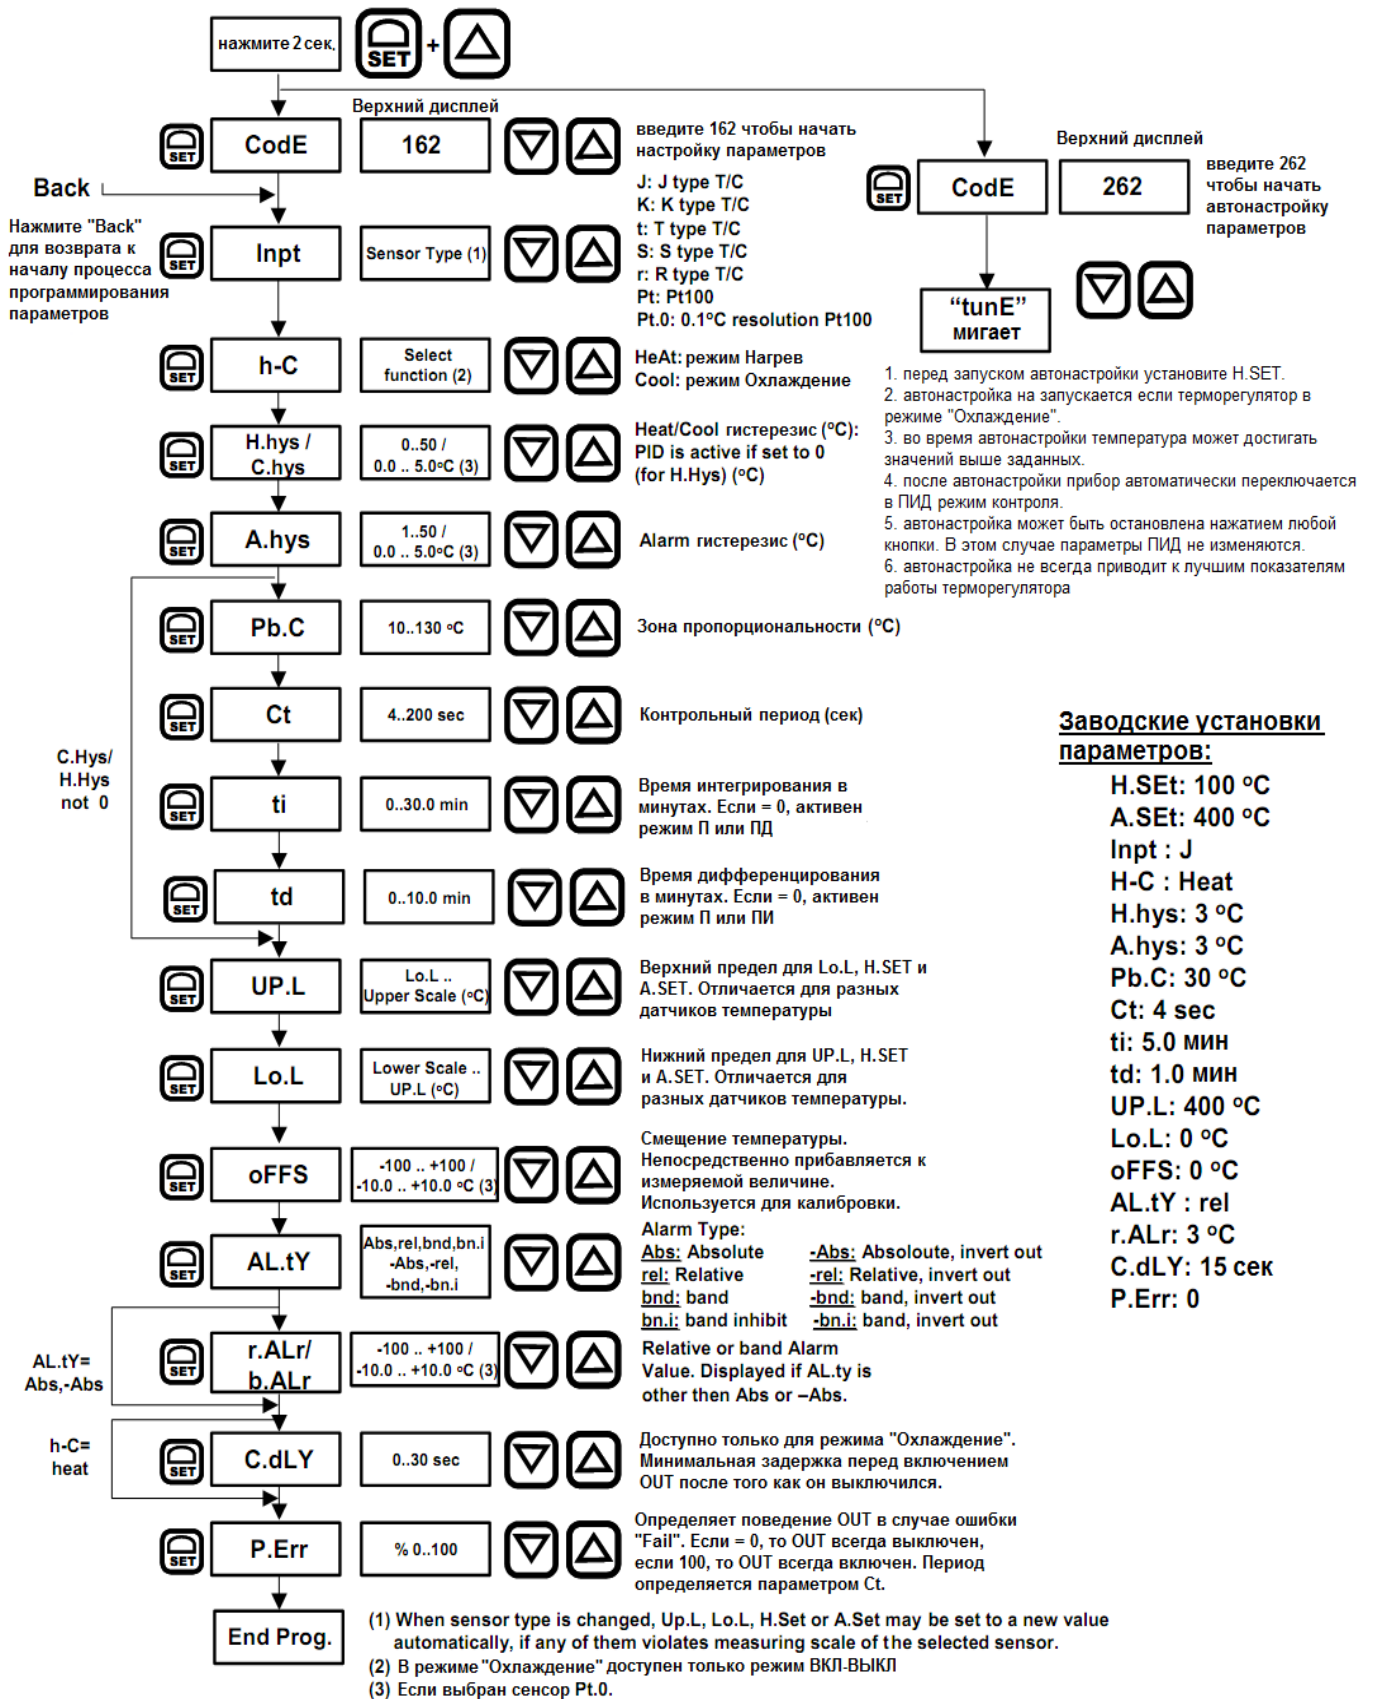 нажмите 2 сек,
SET
+
Верхний дисплей
SET
CodE
162
введите 162 чтобы начать
настройку параметров
Верхний дисплей
SET
CodE
262
введите 262
чтобы начать
автонастройку
параметров
Back
Нажмите "Back"
для возврата к
началу процесса
программирования
параметров
SET
Inpt
Sensor Type (1)
J: J type T/C
K: K type T/C
t: T type T/C
S: S type T/C
r: R type T/C
Pt: Pt100
Pt.0: 0.1ºC resolution Pt100
“tunE”
мигает
SET
h-C
Select
function (2)
HeAt: режим Нагрев
Cool: режим Охлаждение
1. перед запуском автонастройки установите H.SET.
2. автонастройка на запускается если терморегулятор в
режиме "Охлаждение".
3. во время автонастройки температура может достигать
значений выше заданных.
4. после автонастройки прибор автоматически переключается
в ПИД режим контроля.
5. автонастройка может быть остановлена нажатием любой
кнопки. В этом случае параметры ПИД не изменяются.
6. автонастройка не всегда приводит к лучшим показателям
работы терморегулятора
SET
H.hys /
C.hys
0..50 /
0.0 .. 5.0ºC (3)
Heat/Cool гистерезис (ºC):
PID is active if set to 0
(for H.Hys) (ºC)
SET
A.hys
1..50 /
0.0 .. 5.0ºC (3)
Alarm гистерезис (ºC)
SET
Pb.C
10..130 ºC
Зона пропорциональности (ºC)
SET
Ct
4..200 sec
Контрольный период (сек)
C.Hys/
H.Hys
not 0
SET
ti
0..30.0 min
Время интегрирования в
минутах. Если = 0, активен
режим П или ПД
SET
td
0..10.0 min
Время дифференцирования
в минутах. Если = 0, активен
режим П или ПИ
SET
UP.L
Lo.L ..
Upper Scale (ºC)
Верхний предел для Lo.L, H.SET и
A.SET. Отличается для разных
датчиков температуры
SET
Lo.L
Lower Scale ..
UP.L (ºC)
Нижний предел для UP.L, H.SET
и A.SET. Отличается для
разных датчиков температуры.
SET
oFFS
-100 .. +100 /
-10.0 .. +10.0 ºC (3)
Смещение температуры.
Непосредственно прибавляется к
измеряемой величине.
Используется для калибровки.
SET
AL.tY
Abs,rel,bnd,bn.i
-Abs,-rel,
-bnd,-bn.i
Alarm Type:
Abs: Absolute -Abs: Absoloute, invert out
rel: Relative -rel: Relative, invert out
bnd: band -bnd: band, invert out
bn.i: band inhibit -bn.i: band, invert out
AL.tY=
Abs,-Abs
SET
r.ALr/
b.ALr
-100 .. +100 /
-10.0 .. +10.0 ºC (3)
Relative or band Alarm
Value. Displayed if AL.ty is
other then Abs or –Abs.
h-C=
heat
SET
C.dLY
0..30 sec
Доступно только для режима "Охлаждение".
Минимальная задержка перед включением
OUT после того как он выключился.
SET
P.Err
% 0..100
Определяет поведение OUT в случае ошибки
"Fail". Если = 0, то OUT всегда выключен,
если 100, то OUT всегда включен. Период
определяется параметром Ct.
End Prog.
Заводские установки
параметров:
H.SEt: 100 ºC
A.SEt: 400 ºC
Inpt : J
H-C : Heat
H.hys: 3 ºC
A.hys: 3 ºC
Pb.C: 30 ºC
Ct: 4 sec
ti: 5.0 мин
td: 1.0 мин
UP.L: 400 ºC
Lo.L: 0 ºC
oFFS: 0 ºC
AL.tY : rel
r.ALr: 3 ºC
C.dLY: 15 сек
P.Err: 0
(1) When sensor type is changed, Up.L, Lo.L, H.Set or A.Set may be set to a new value
automatically, if any of them violates measuring scale of the selected sensor.
(2) В режиме "Охлаждение" доступен только режим ВКЛ-ВЫКЛ
(3) Если выбран сенсор Pt.0.